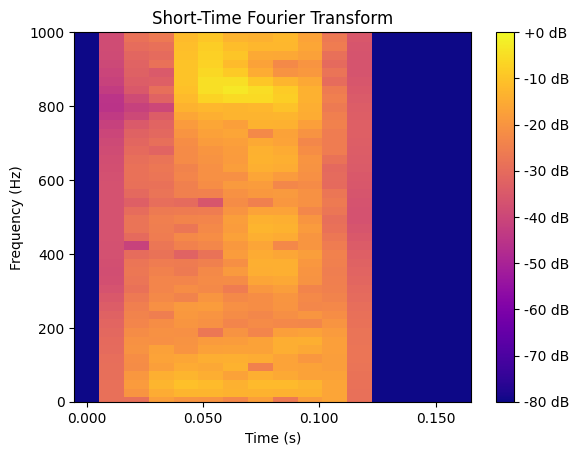 Short-Time Fourier Transform
1000
800
600
400
200
0
Frequency (Hz)
0.000
0.050
0.100
0.150
Time (s)
+0 dB
-10 dB
-20 dB
-30 dB
-40 dB
-50 dB
-60 dB
-70 dB
-80 dB